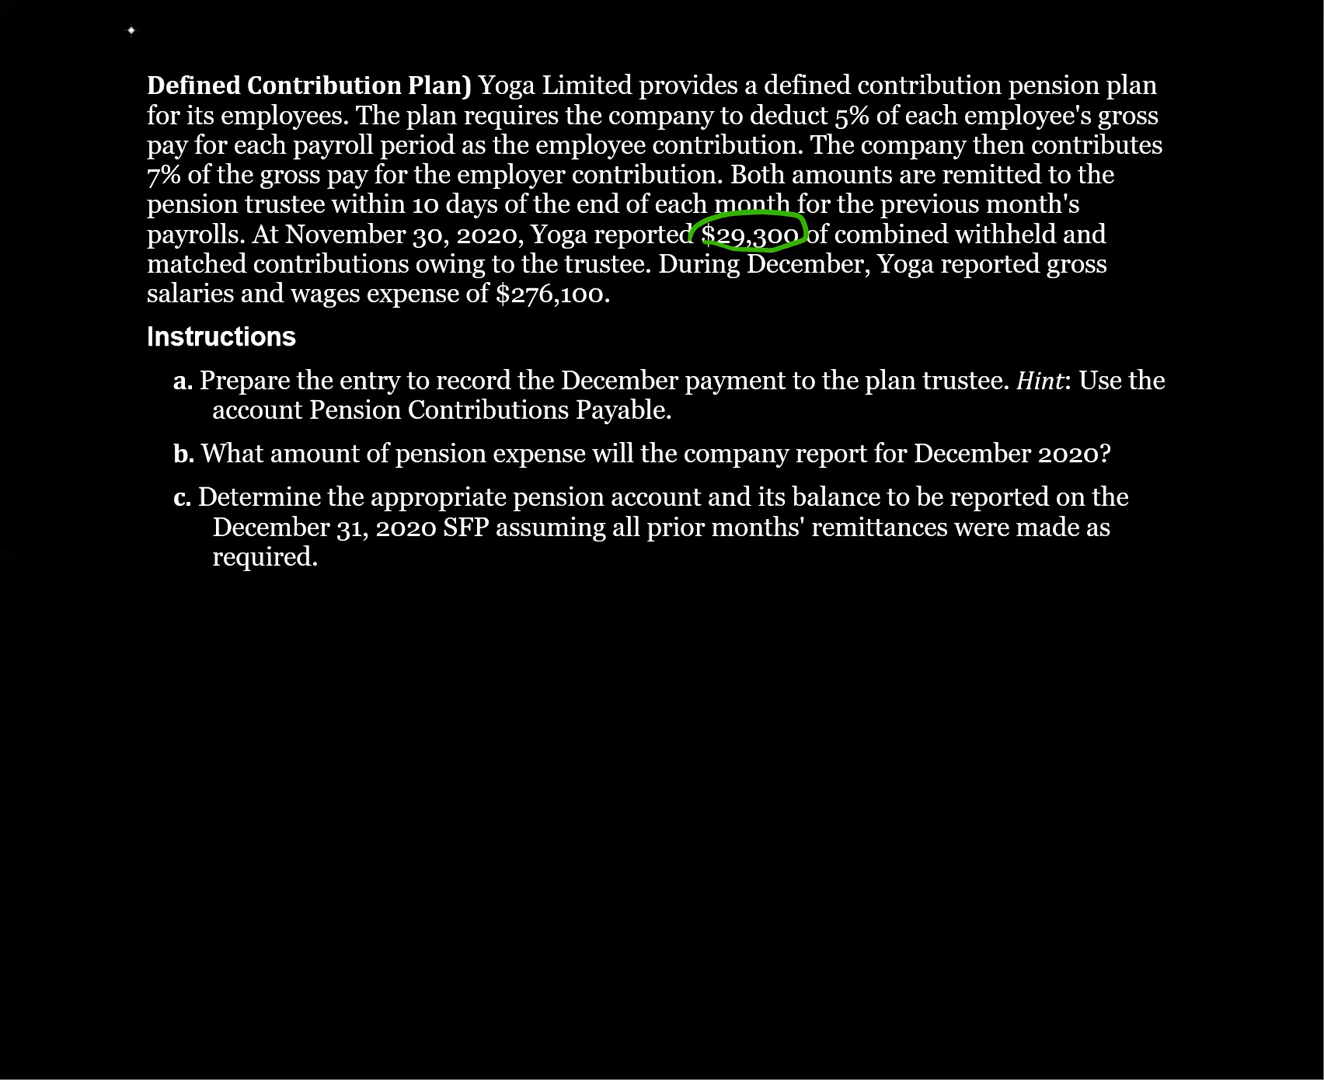 Defined Contribution Plan) Yoga Limited provides a defined contribution pension plan
for its employees. The plan requires the company to deduct 5% of each employee's gross
pay for each payroll period as the employee contribution. The company then contributes
7% of the gross pay for the employer contribution. Both amounts are remitted to the
pension trustee within 10 days of the end of each month for the previous month's
payrolls. At November 30, 2020, Yoga reported $29,300 of combined withheld and
matched contributions owing to the trustee. During December, Yoga reported gross
salaries and wages expense of $276,100.
Instructions
a. Prepare the entry to record the December payment to the plan trustee. Hint: Use the
account Pension Contributions Payable.
b. What amount of pension expense will the company report for December 2020?
c. Determine the appropriate pension account and its balance to be reported on the
December 31, 2020 SFP assuming all prior months' remittances were made as
required.